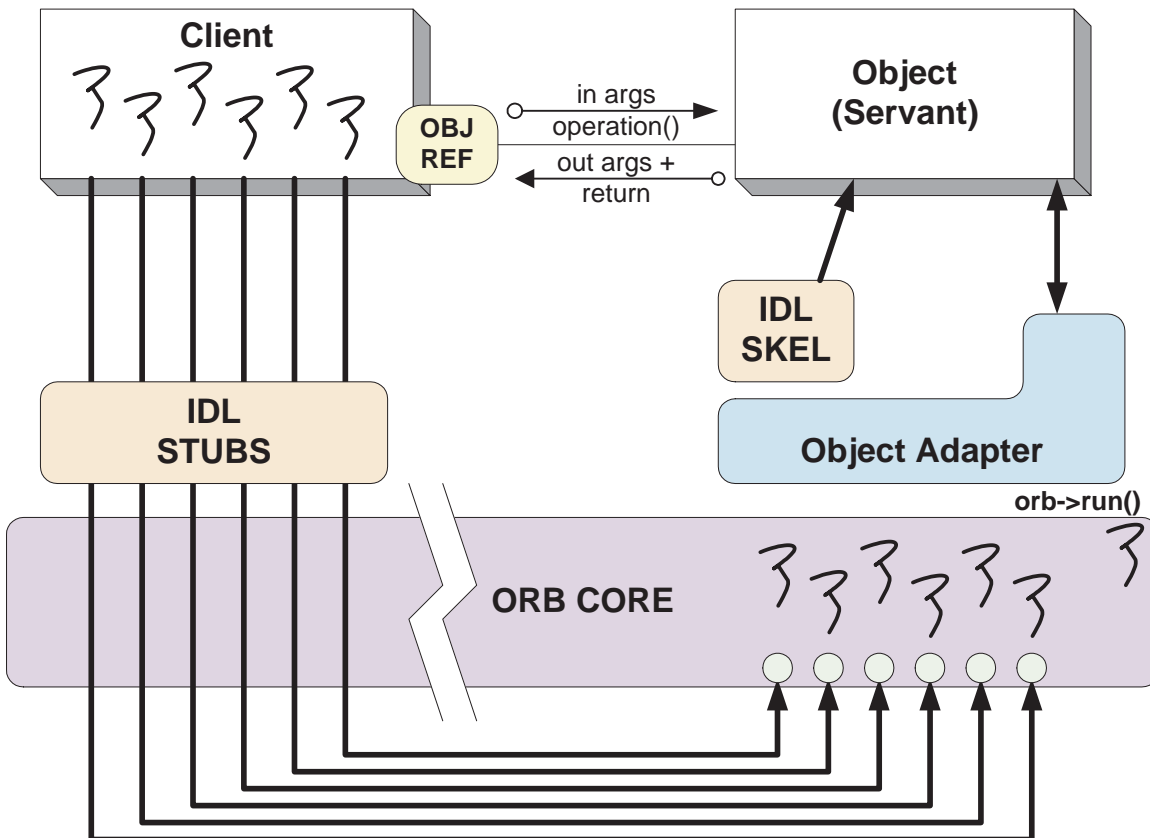 Client
OBJ
REF
in args
operation()
out args +
return
Object
(Servant)
IDL
SKEL
IDL
STUBS
Object Adapter
orb->run()
ORB CORE